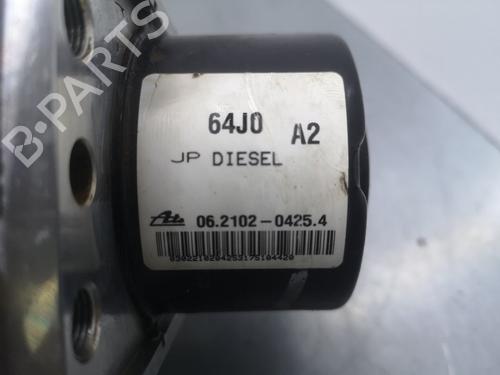 64J0 A2
JP DIESEL
Ate 06.2102-0425.4
B-PARTS